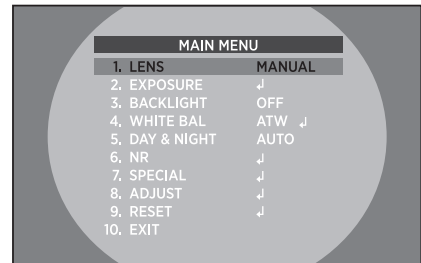 MAIN MENU
1. LENS MANUAL
2. EXPOSURE ↲
3. BACKLIGHT OFF
4. WHITE BAL ATW ↲
5. DAY & NIGHT AUTO
6. NR ↲
7. SPECIAL ↲
8. ADJUST ↲
9. RESET ↲
10. EXIT